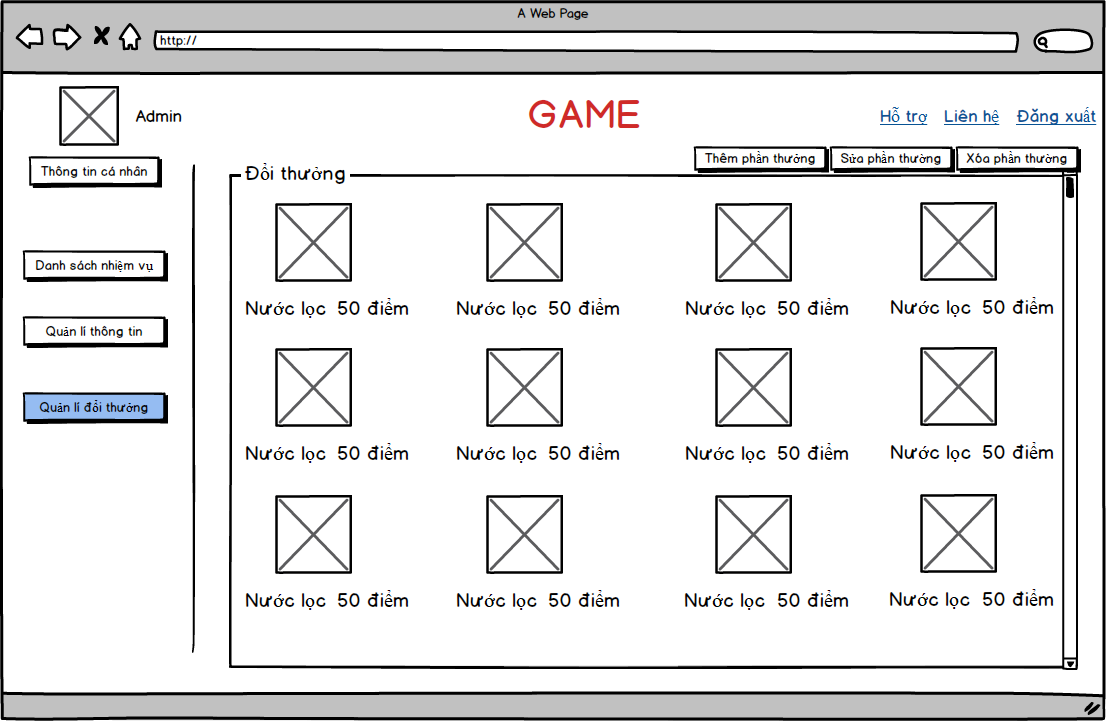 A Web Page
http://
Admin
GAME
Hỗ trợ Liên hệ Đăng xuất
Thông tin cá nhân
Danh sách nhiệm vụ
Quản lí thông tin
Quản lí đổi thưởng
Thêm phần thưởng Sửa phần thưởng Xóa phần thưởng
Đổi thưởng
Nước lọc 50 điểm Nước lọc 50 điểm Nước lọc 50 điểm Nước lọc 50 điểm
Nước lọc 50 điểm Nước lọc 50 điểm Nước lọc 50 điểm Nước lọc 50 điểm
Nước lọc 50 điểm Nước lọc 50 điểm Nước lọc 50 điểm Nước lọc 50 điểm